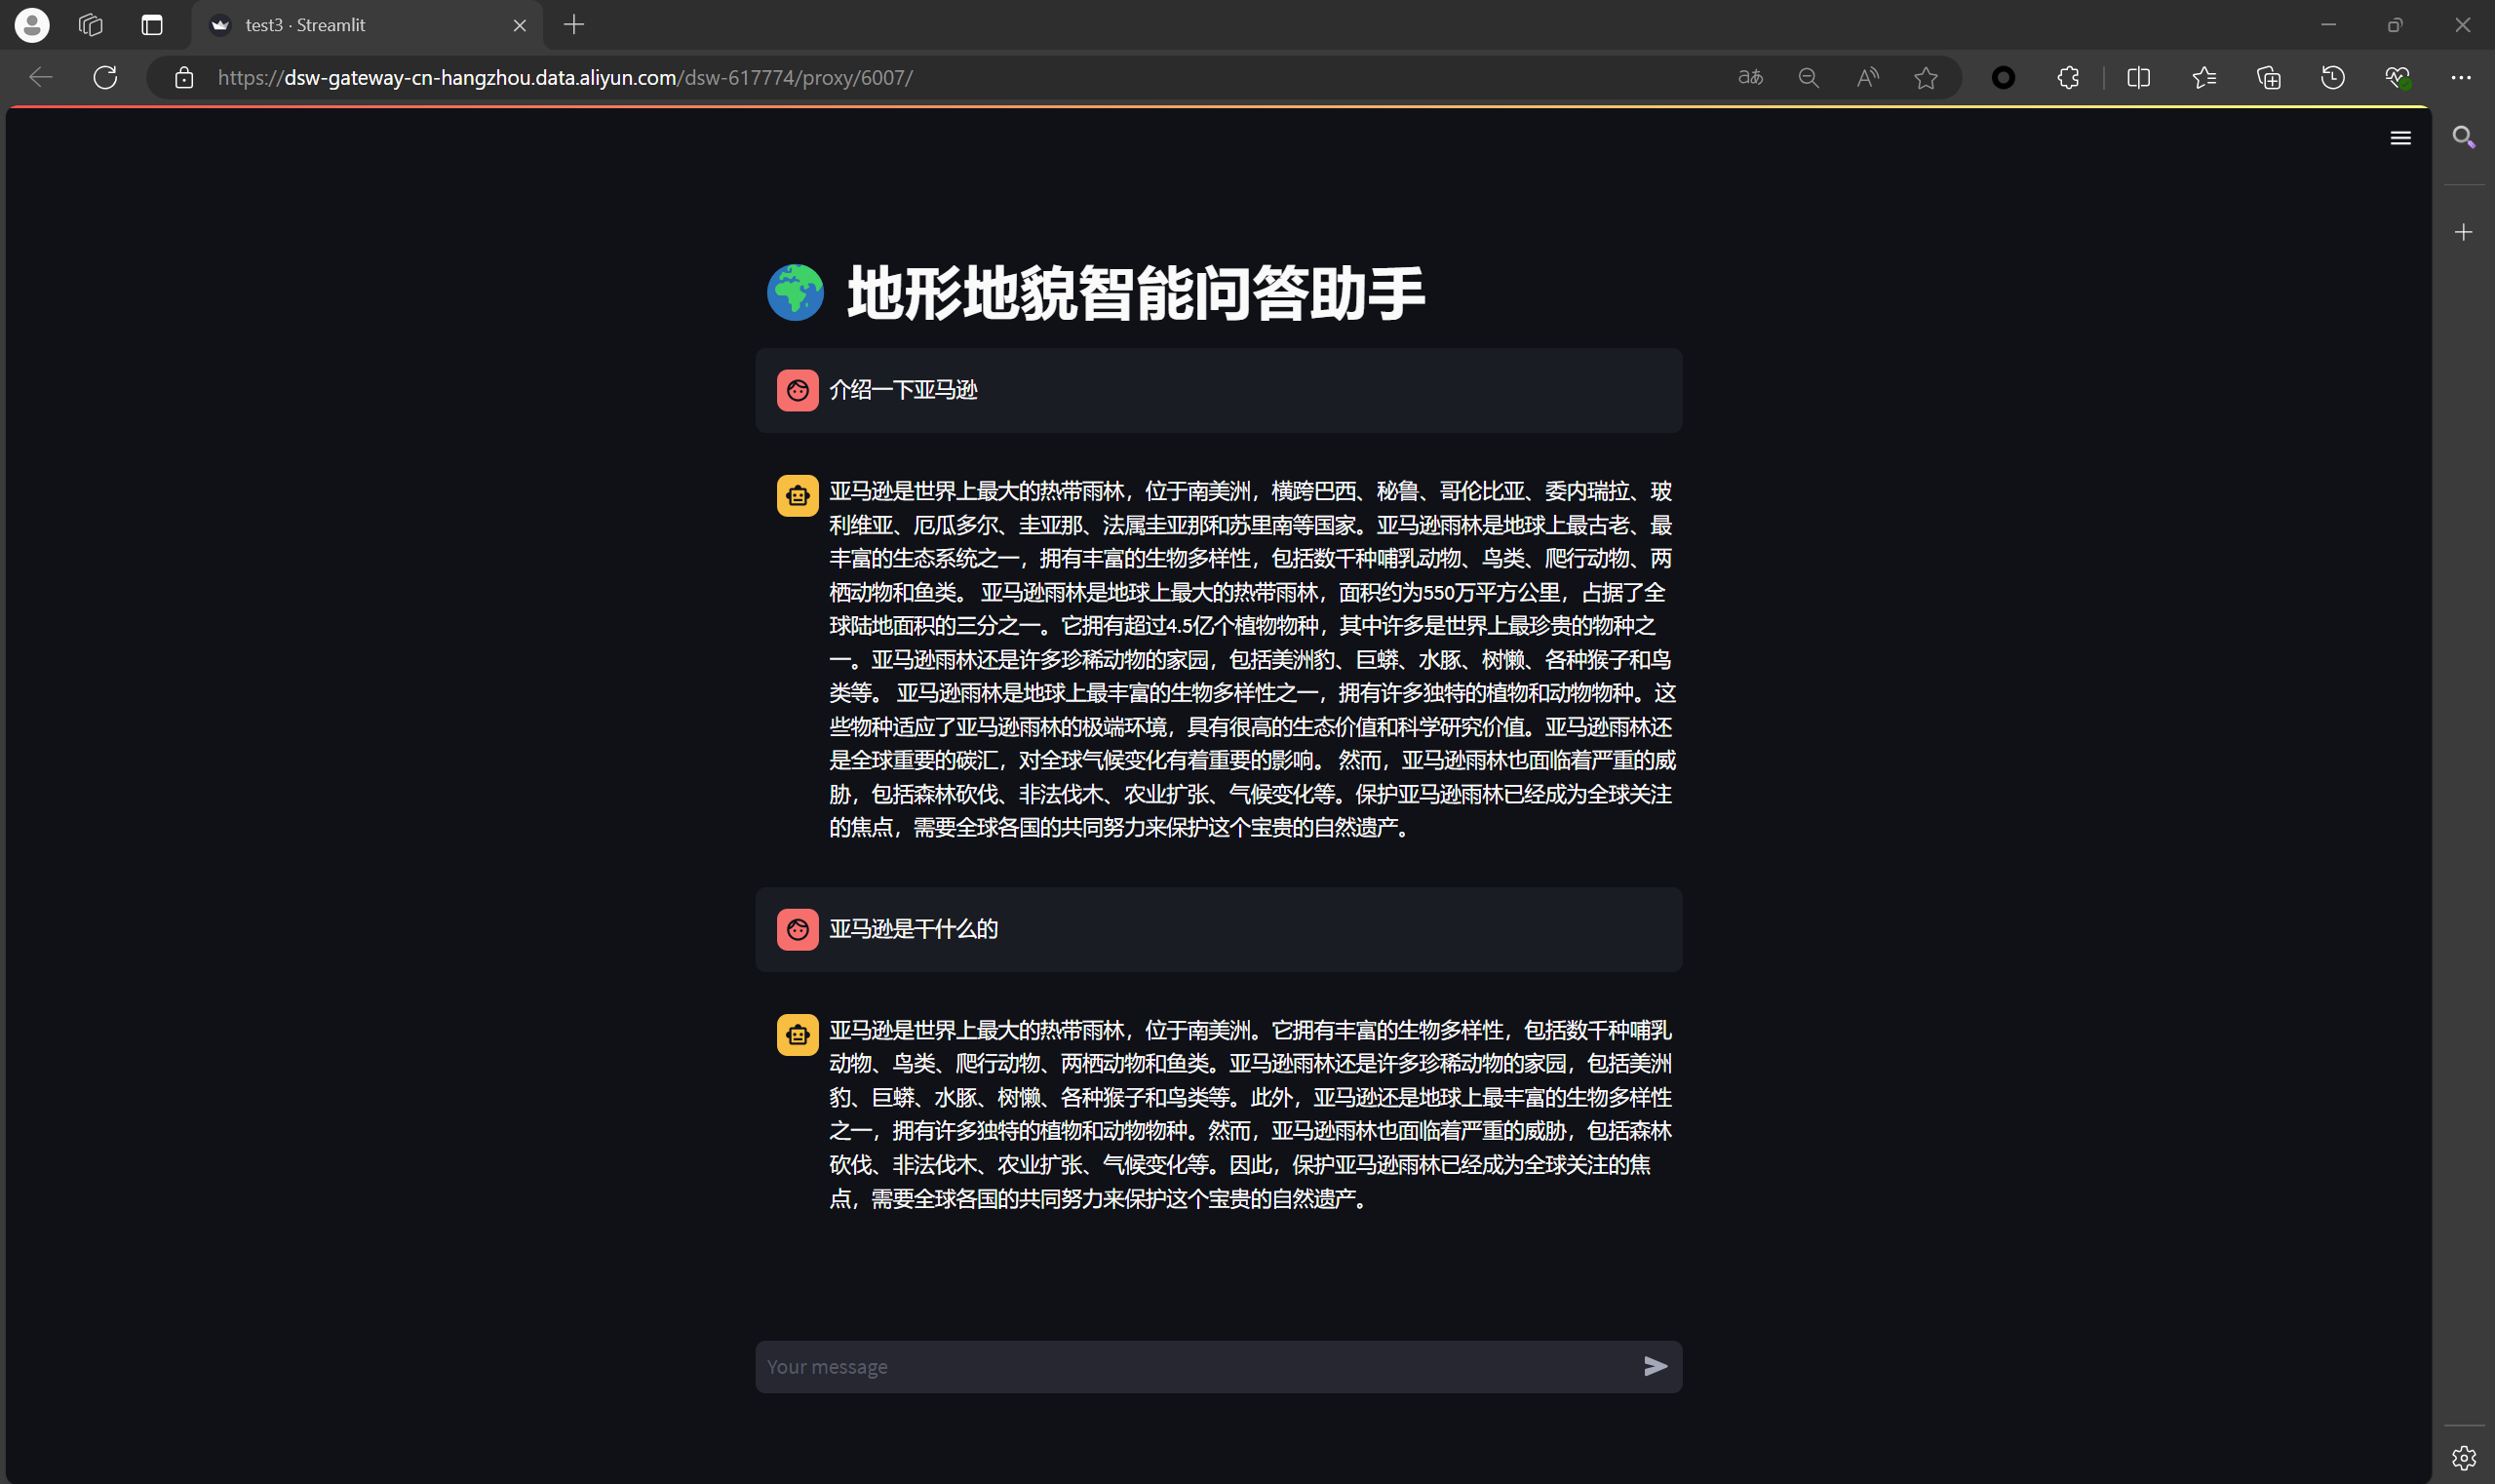 test3 · Streamlit
https://dsw-gateway-cn-hangzhou.data.aliyun.com/dsw-617774/proxy/6007/
aあ
A
地形地貌智能问答助手
介绍一下亚马逊
亚马逊是世界上最大的热带雨林，位于南美洲，横跨巴西、秘鲁、哥伦比亚、委内瑞拉、玻
利维亚、厄瓜多尔、圭亚那、法属圭亚那和苏里南等国家。亚马逊雨林是地球上最古老、最
丰富的生态系统之一，拥有丰富的生物多样性，包括数千种哺乳动物、鸟类、爬行动物、两
栖动物和鱼类。 亚马逊雨林是地球上最大的热带雨林，面积约为550万平方公里，占据了全
球陆地面积的三分之一。它拥有超过4.5亿个植物物种，其中许多是世界上最珍贵的物种之
一。亚马逊雨林还是许多珍稀动物的家园，包括美洲豹、巨蟒、水豚、树懒、各种猴子和鸟
类等。 亚马逊雨林是地球上最丰富的生物多样性之一，拥有许多独特的植物和动物物种。这
些物种适应了亚马逊雨林的极端环境，具有很高的生态价值和科学研究价值。亚马逊雨林还
是全球重要的碳汇，对全球气候变化有着重要的影响。 然而，亚马逊雨林也面临着严重的威
胁，包括森林砍伐、非法伐木、农业扩张、气候变化等。保护亚马逊雨林已经成为全球关注
的焦点，需要全球各国的共同努力来保护这个宝贵的自然遗产。
亚马逊是干什么的
亚马逊是世界上最大的热带雨林，位于南美洲。它拥有丰富的生物多样性，包括数千种哺乳
动物、鸟类、爬行动物、两栖动物和鱼类。亚马逊雨林还是许多珍稀动物的家园，包括美洲
豹、巨蟒、水豚、树懒、各种猴子和鸟类等。此外，亚马逊还是地球上最丰富的生物多样性
之一，拥有许多独特的植物和动物物种。然而，亚马逊雨林也面临着严重的威胁，包括森林
砍伐、非法伐木、农业扩张、气候变化等。因此，保护亚马逊雨林已经成为全球关注的焦
点，需要全球各国的共同努力来保护这个宝贵的自然遗产。
Your message